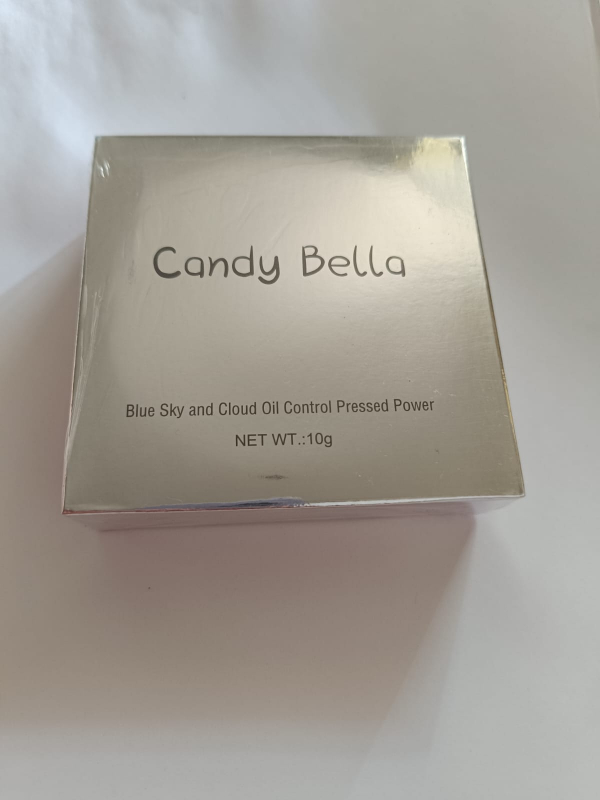 Candy Bella
Blue Sky and Cloud Oil Control Pressed Power
NET WT.:10g